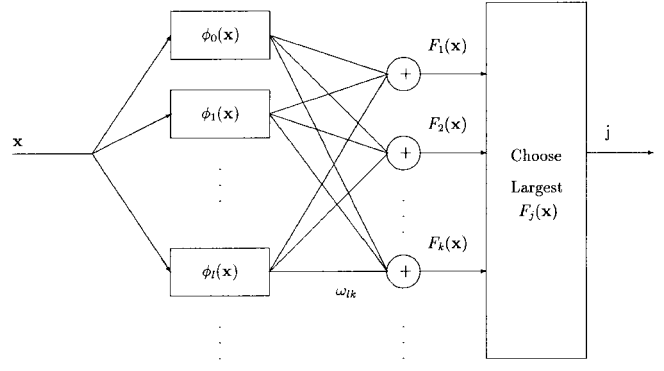 x
ϕ₀(x)
ϕ₁(x)
ϕₗ(x)
ωₗₖ
+
+
+
F₁(x)
F₂(x)
Fₖ(x)
Choose
Largest
Fⱼ(x)
j